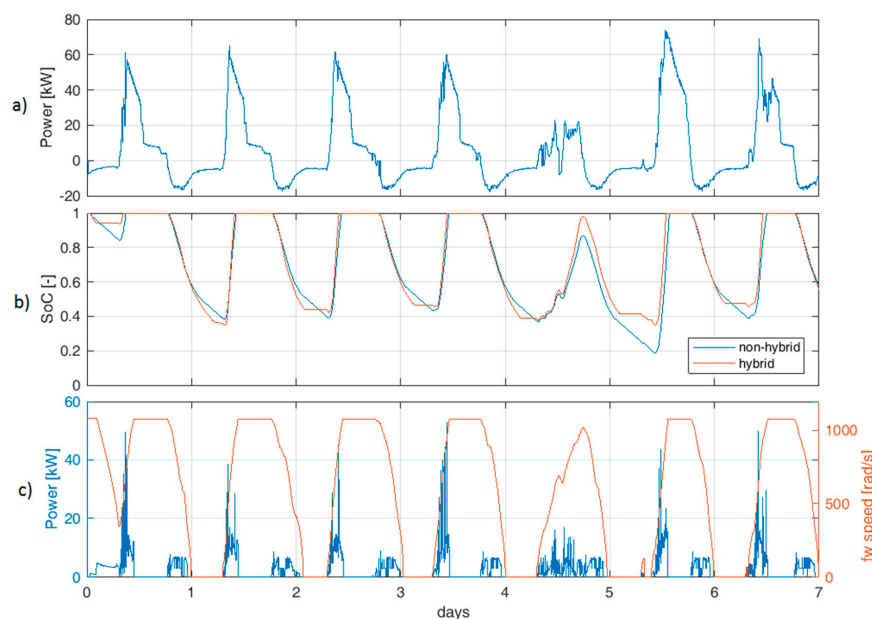 a)
Power [kW]
80
60
40
20
0
-20
b)
SoC [-]
1
0.8
0.6
0.4
0.2
0
non-hybrid
hybrid
c)
Power [kW]
60
40
20
0
fw speed [rad/s]
1000
500
0
0 1 2 3 4 5 6 7
days